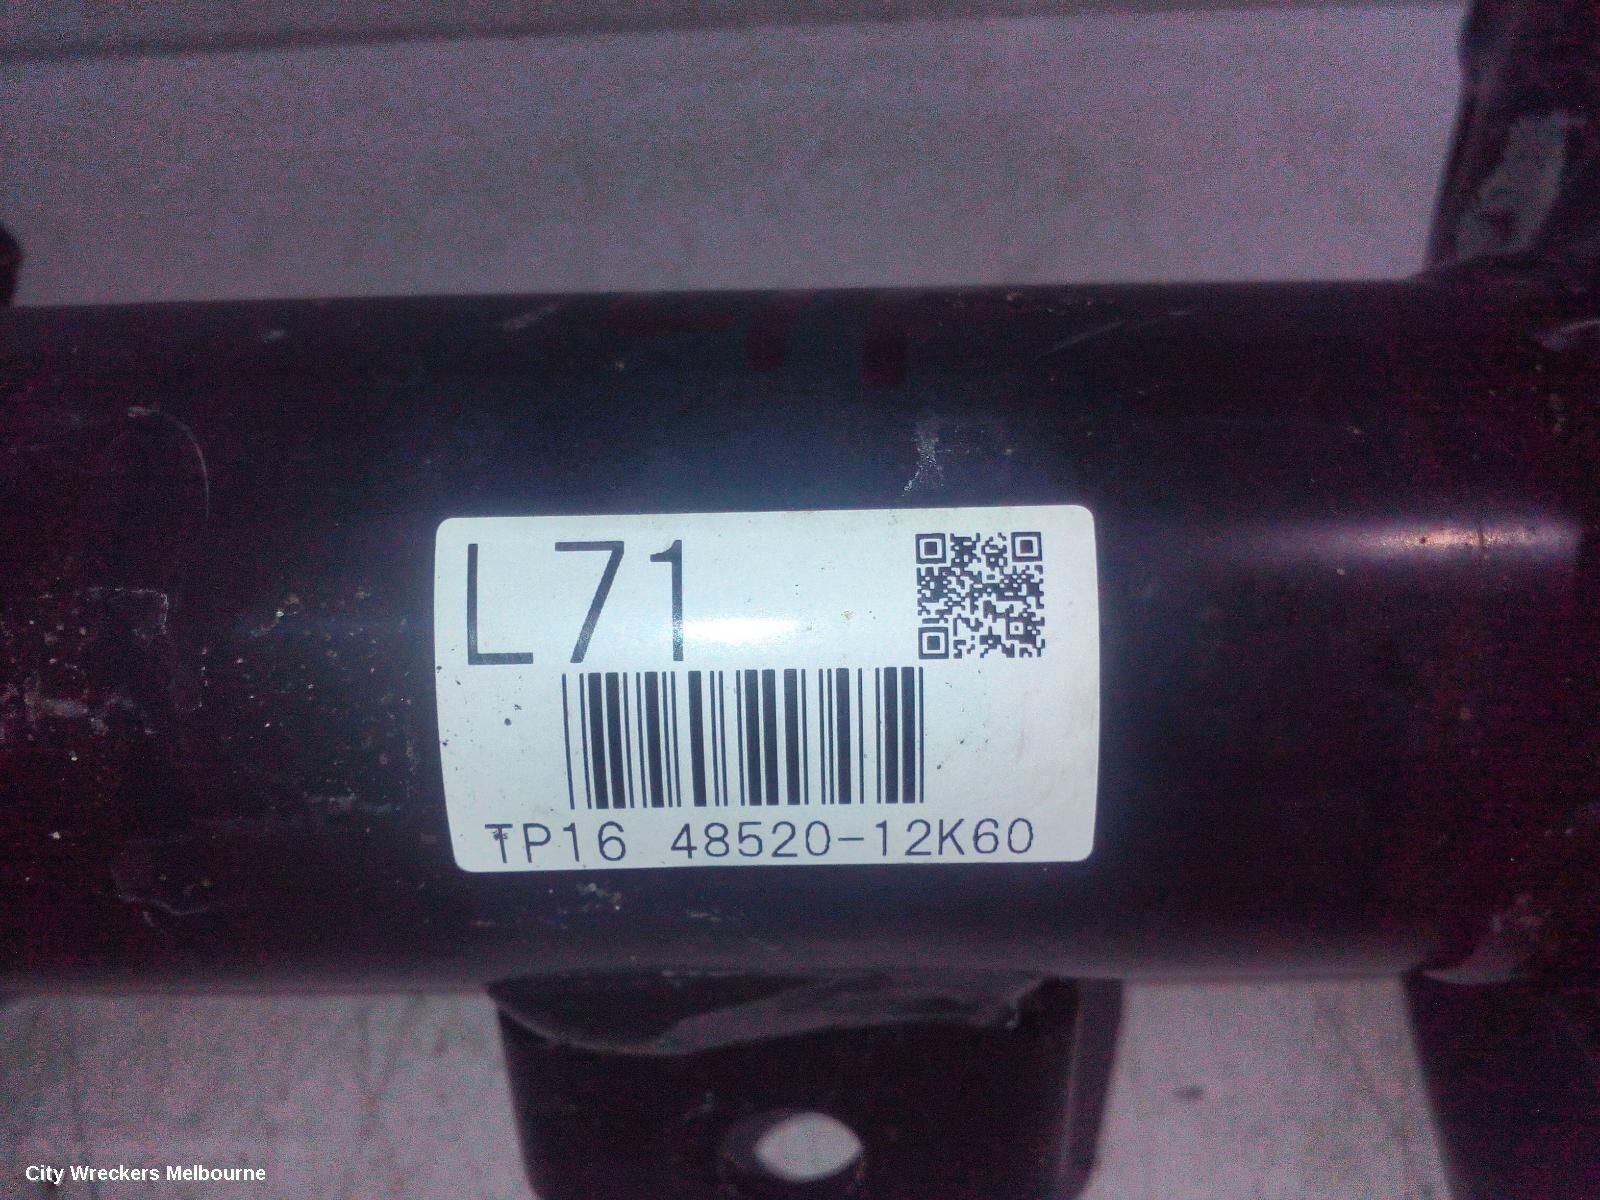 L71
TP16 48520-12K60
City Wreckers Melbourne